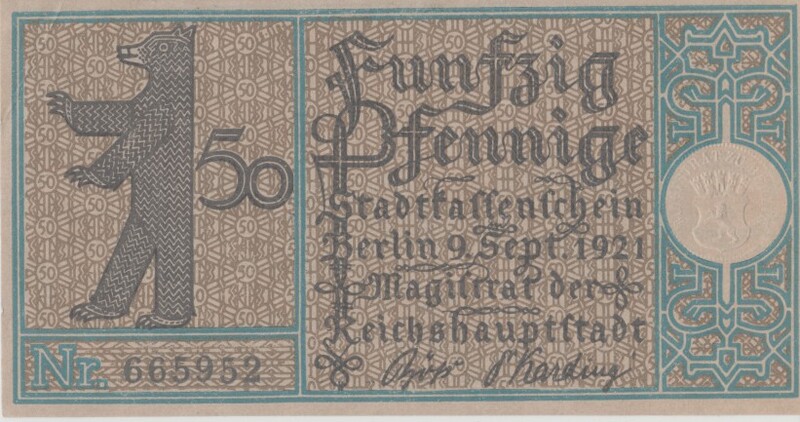 50
Funfzig
Pfennige
Stadtkassenschein
Berlin 9. Sept. 1921
Magistrat der
Reichshauptstadt
Nr. 665952